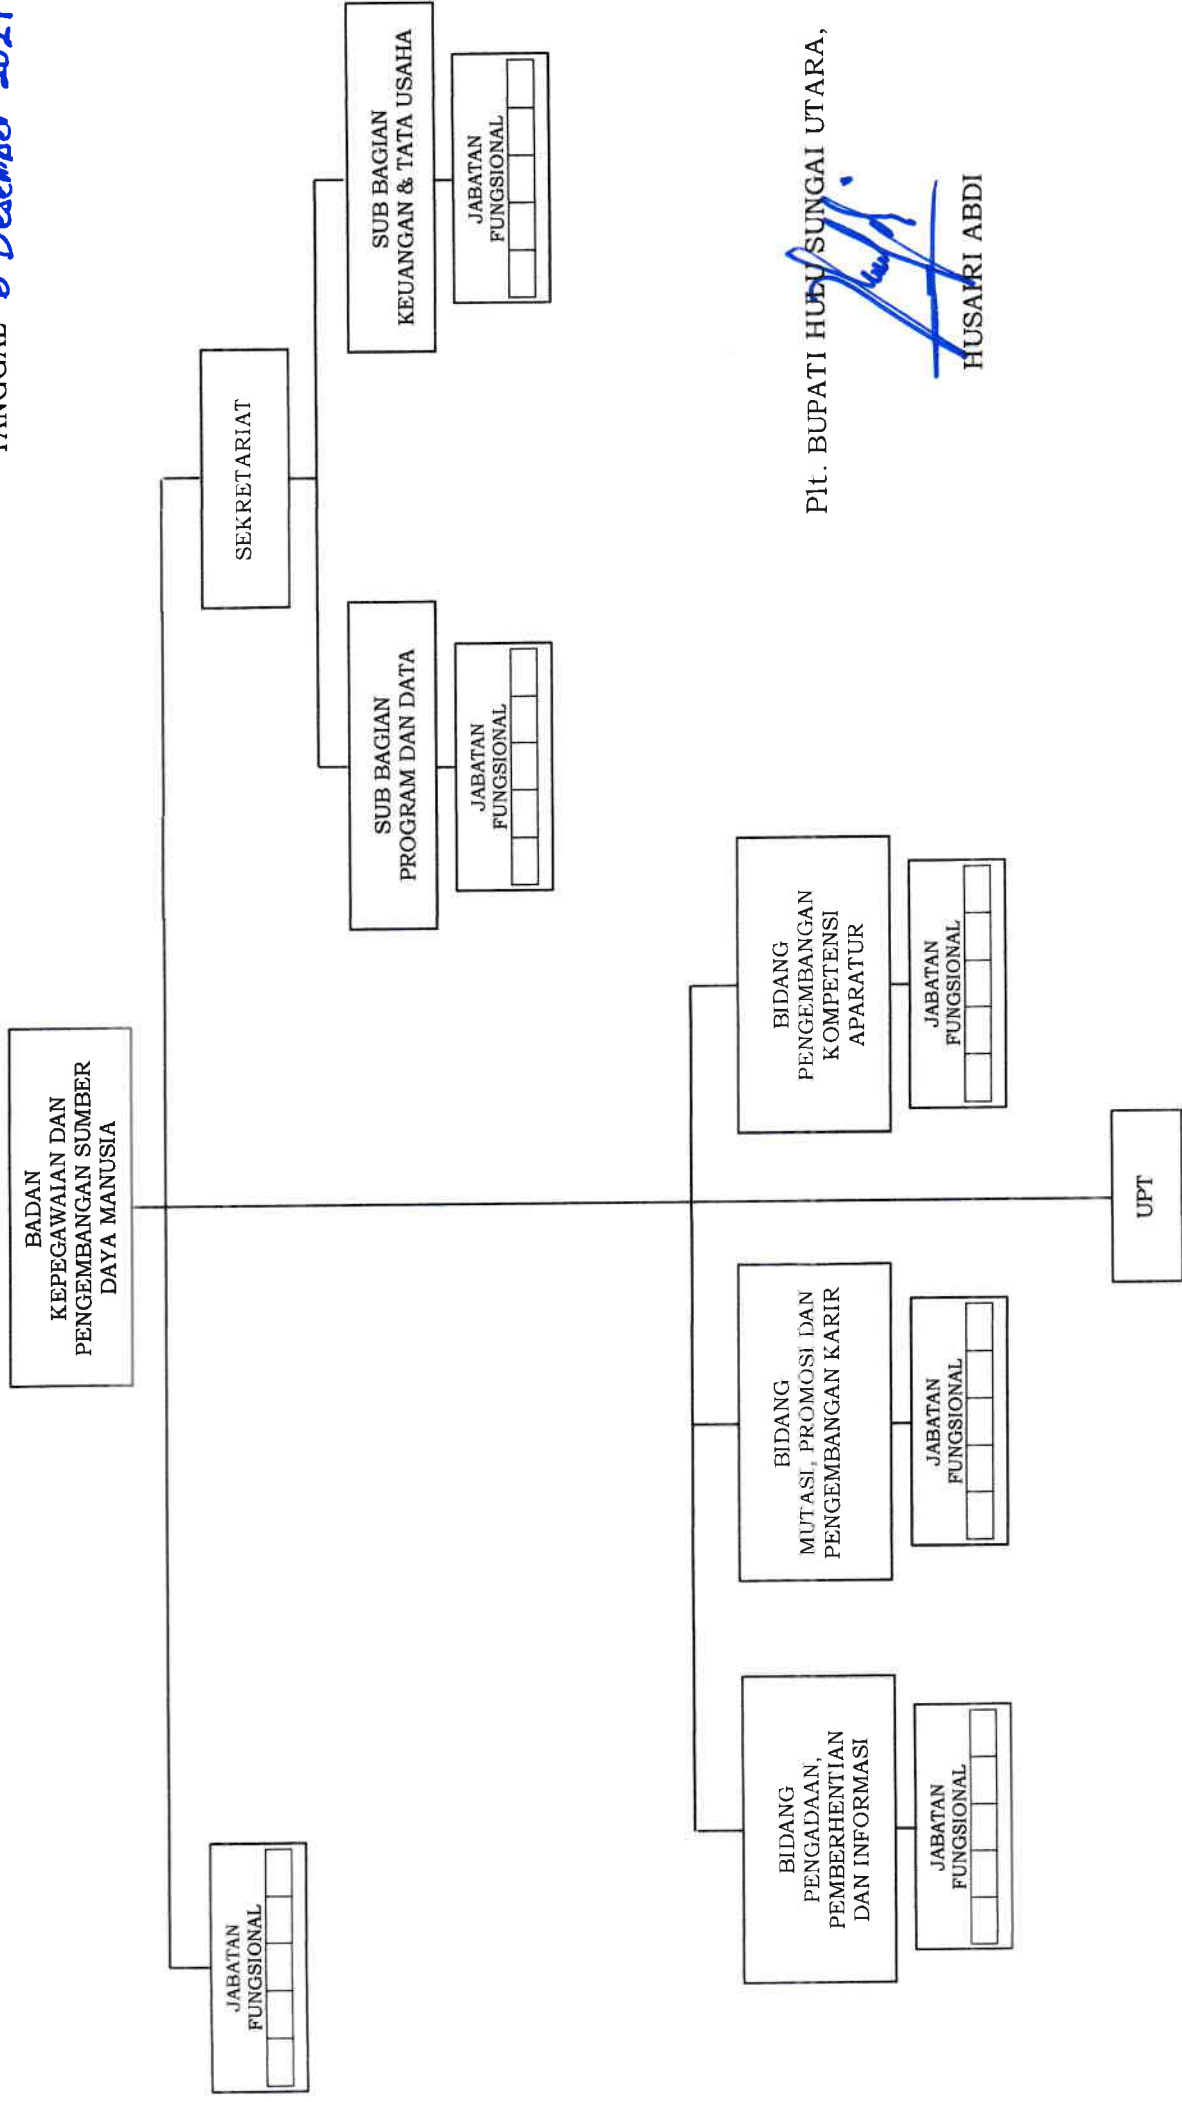 TANGGAL 6 Desember 2021
BADAN
KEPEGAWAIAN DAN
PENGEMBANGAN SUMBER
DAYA MANUSIA
JABATAN
FUNGSIONAL
SEKRETARIAT
SUB BAGIAN
PROGRAM DAN DATA
JABATAN
FUNGSIONAL
SUB BAGIAN
KEUANGAN & TATA USAHA
JABATAN
FUNGSIONAL
BIDANG
PENGADAAN,
PEMBERHENTIAN
DAN INFORMASI
JABATAN
FUNGSIONAL
BIDANG
MUTASI, PROMOSI DAN
PENGEMBANGAN KARIR
JABATAN
FUNGSIONAL
BIDANG
PENGEMBANGAN
KOMPETENSI
APARATUR
JABATAN
FUNGSIONAL
UPT
Plt. BUPATI HULU SUNGAI UTARA,
HUSAIRI ABDI